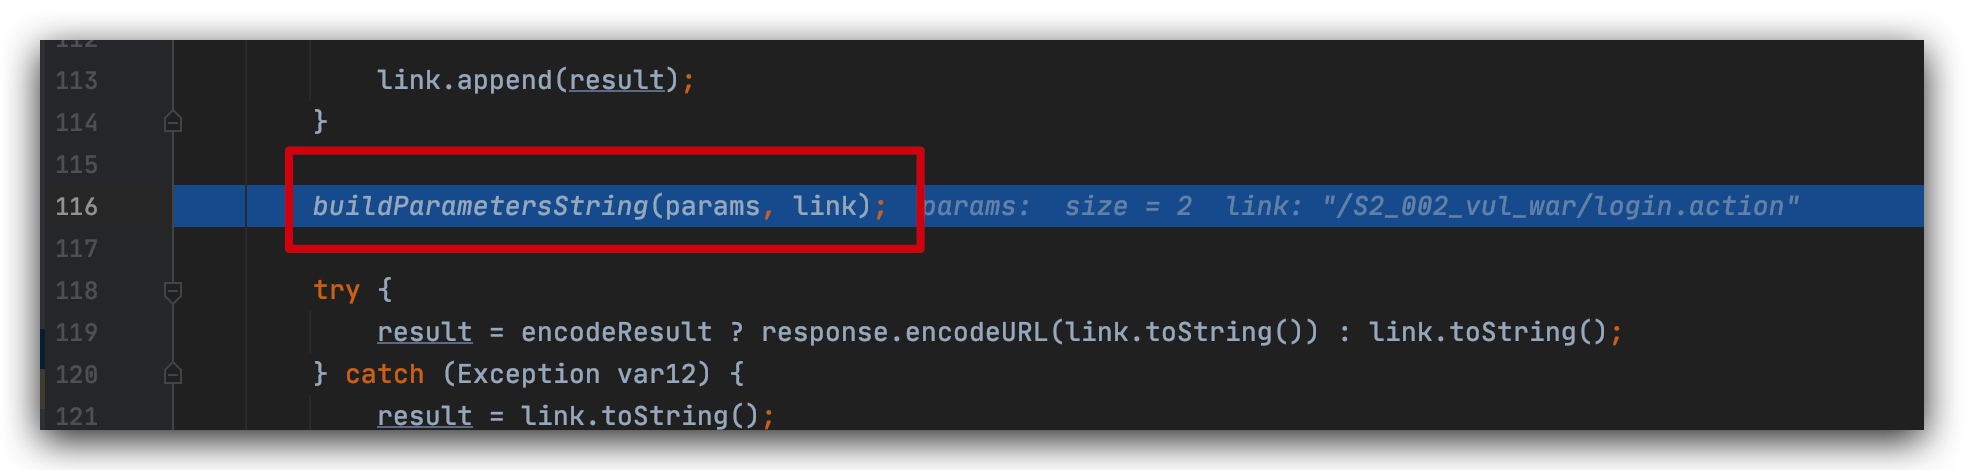 112
113 link.append(result);
114 }
115
116 buildParametersString(params, link); params: size = 2 link: "/S2_002_vul_war/login.action"
117
118 try {
119 result = encodeResult ? response.encodeURL(link.toString()) : link.toString();
120 } catch (Exception var12) {
121 result = link.toString();